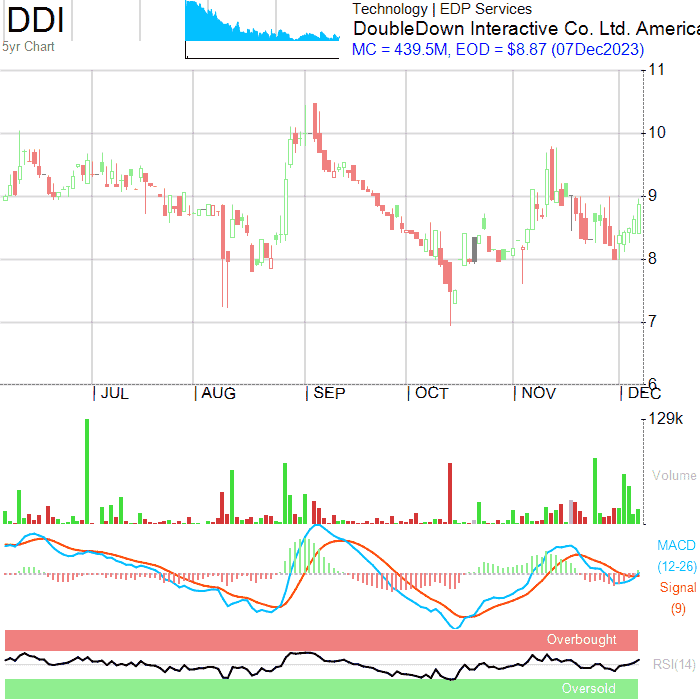 DDI
5yr Chart
Technology | EDP Services
DoubleDown Interactive Co. Ltd. America
MC = 439.5M, EOD = $8.87 (07Dec2023)
11
10
9
8
7
6
JUL
AUG
SEP
OCT
NOV
DEC
129k
Volume
MACD
(12-26)
Signal
(9)
Overbought
RSI(14)
Oversold